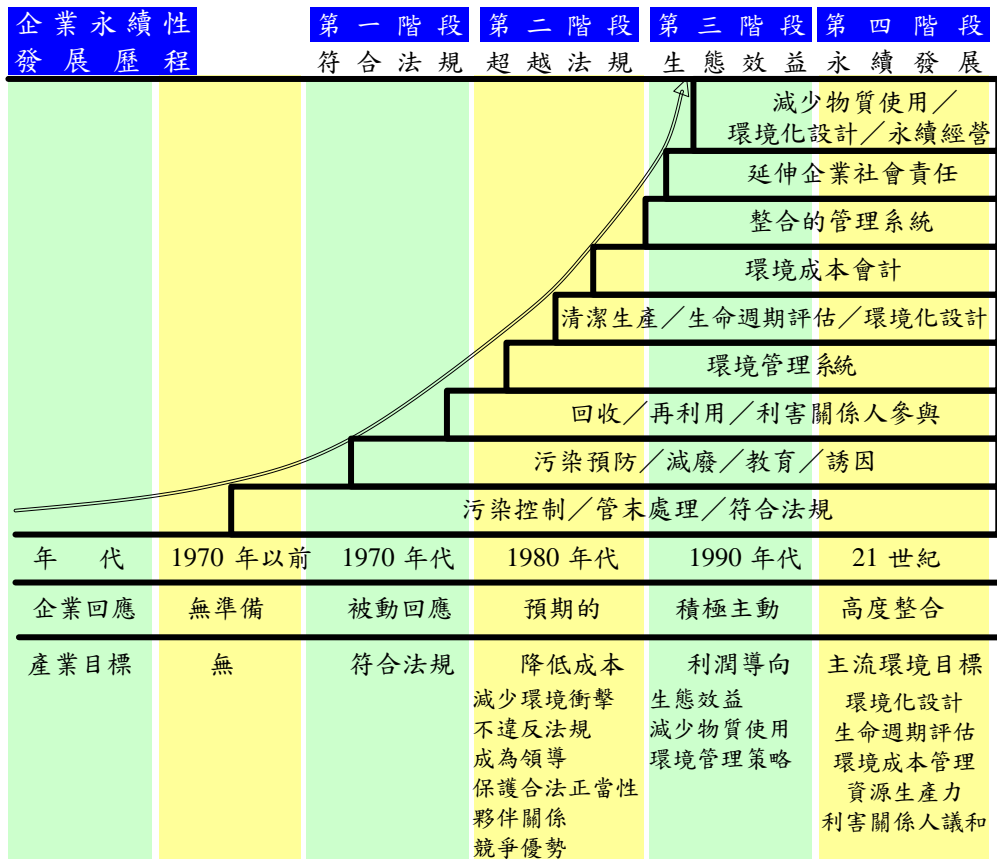 企業永續性
發展歷程
第一階段 第二階段 第三階段 第四階段
符合法規 超越法規 生態效益 永續發展
減少物質使用／
環境化設計／永續經營
延伸企業社會責任
整合的管理系統
環境成本會計
清潔生產／生命週期評估／環境化設計
環境管理系統
回收／再利用／利害關係人參與
污染預防／減廢／教育／誘因
污染控制／管末處理／符合法規
年代 1970 年以前 1970 年代 1980 年代 1990 年代 21 世紀
企業回應 無準備 被動回應 預期的 積極主動 高度整合
產業目標 無 符合法規 降低成本 利潤導向 主流環境目標
減少環境衝擊 生態效益 環境化設計
不違反法規 減少物質使用 生命週期評估
成為領導 環境管理策略 環境成本管理
保護合法正當性 資源生產力
夥伴關係 利害關係人議和
競爭優勢